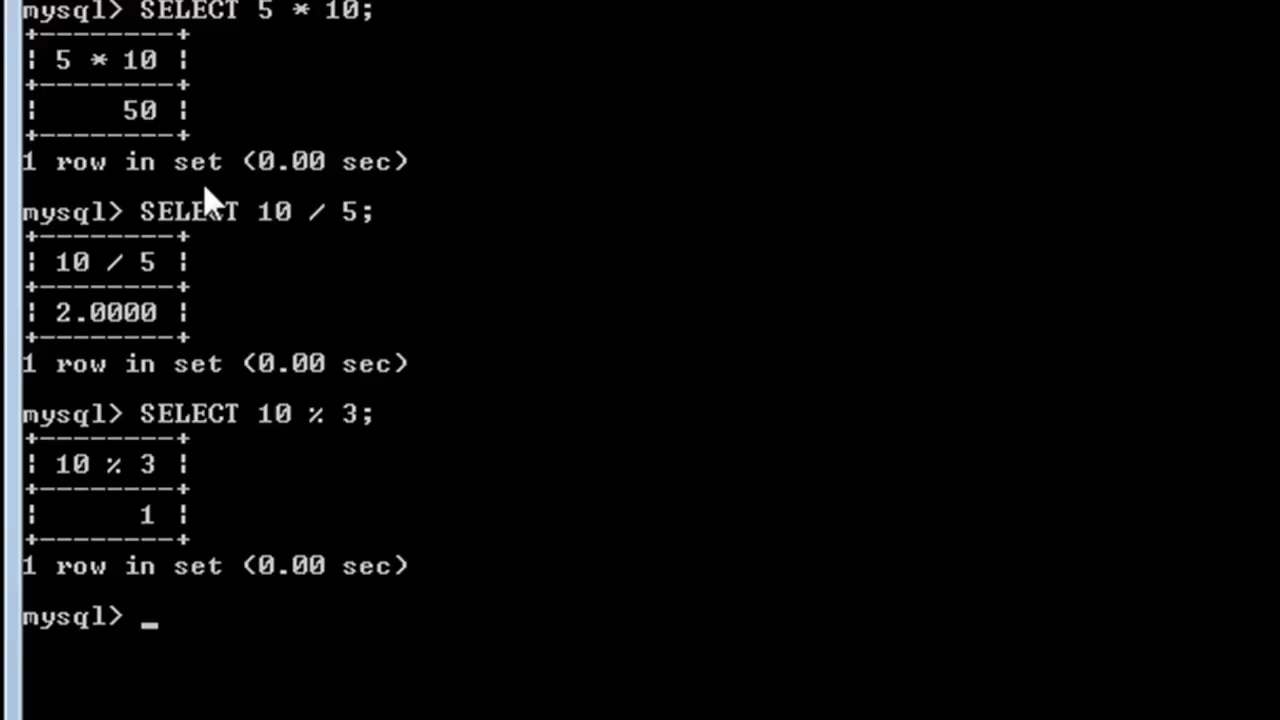 mysql> SELECT 5 * 10;
+--------+
| 5 * 10 |
+--------+
|     50 |
+--------+
1 row in set (0.00 sec)
mysql> SELECT 10 / 5;
+--------+
| 10 / 5 |
+--------+
| 2.0000 |
+--------+
1 row in set (0.00 sec)
mysql> SELECT 10 % 3;
+--------+
| 10 % 3 |
+--------+
|      1 |
+--------+
1 row in set (0.00 sec)
mysql> _